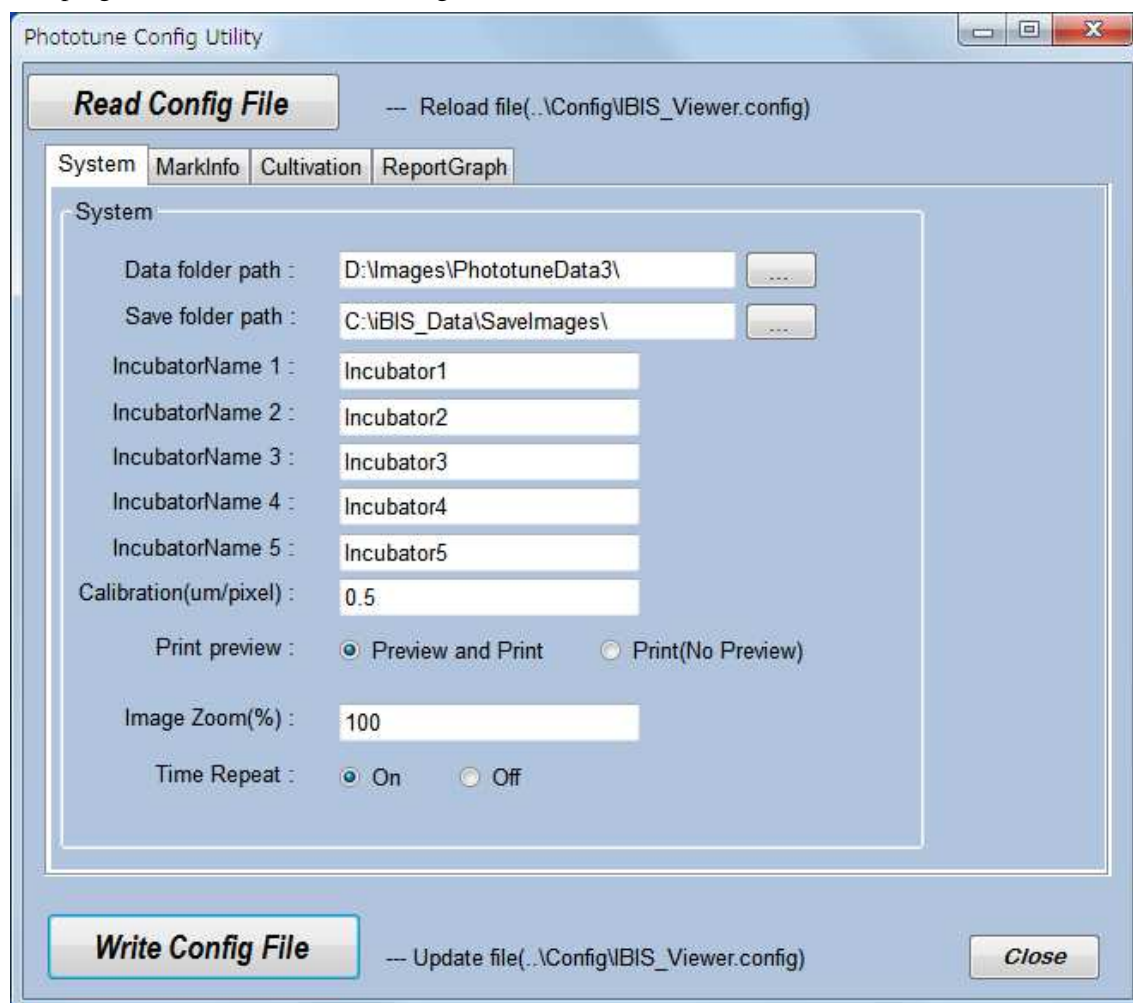 Phototune Config Utility
Read Config File
--- Reload file(..\Config\IBIS_Viewer.config)
System MarkInfo Cultivation ReportGraph
System
Data folder path : D:\Images\PhototuneData3\ ...
Save folder path : C:\iBIS_Data\SaveImages\ ...
IncubatorName 1 : Incubator1
IncubatorName 2 : Incubator2
IncubatorName 3 : Incubator3
IncubatorName 4 : Incubator4
IncubatorName 5 : Incubator5
Calibration(um/pixel) : 0.5
Print preview : Preview and Print Print(No Preview)
Image Zoom(%) : 100
Time Repeat : On Off
Write Config File
--- Update file(..\Config\IBIS_Viewer.config)
Close